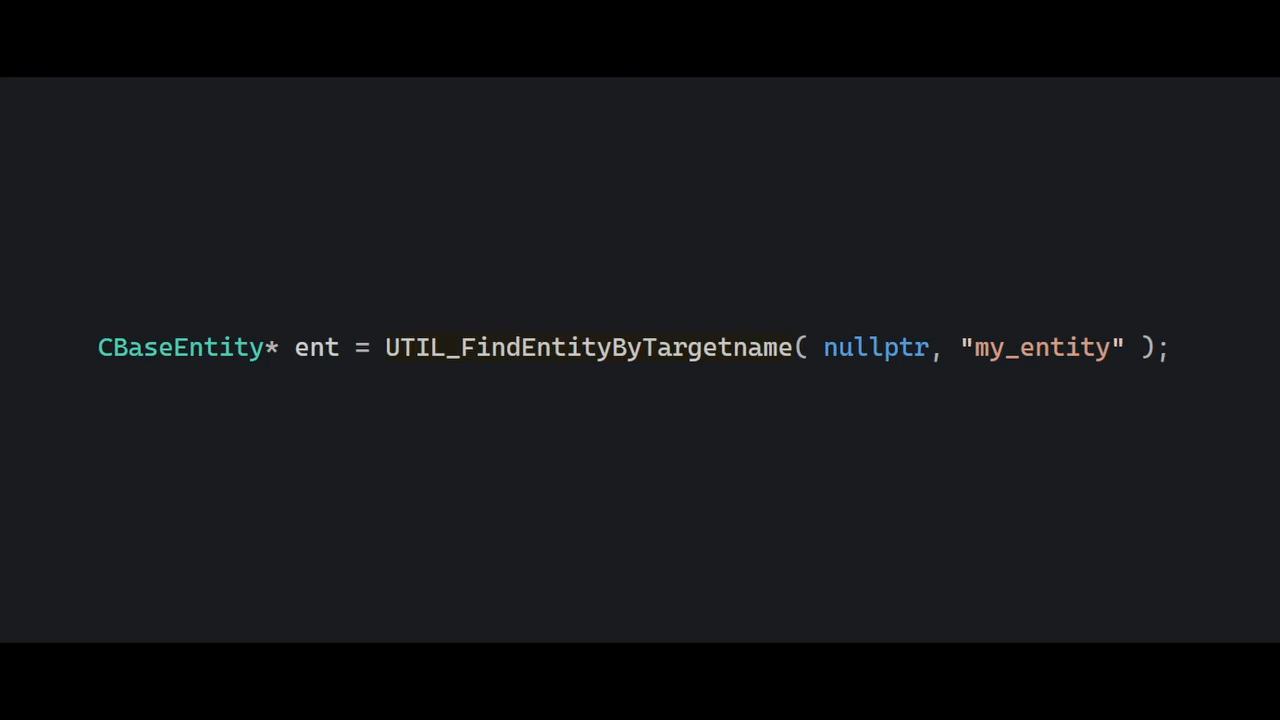 CBaseEntity* ent = UTIL_FindEntityByTargetname( nullptr, "my_entity" );